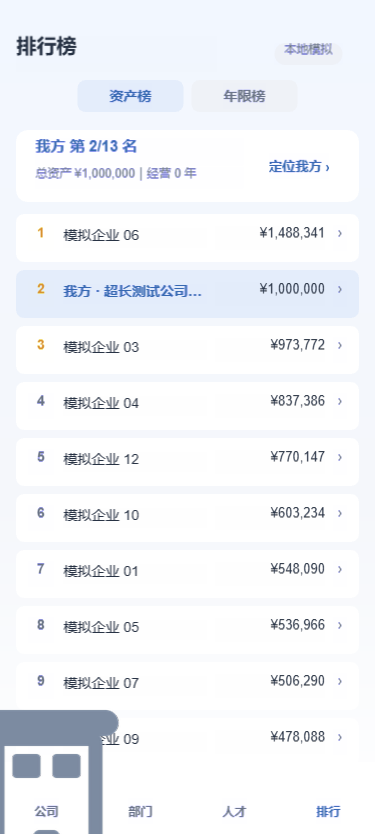 排行榜
本地模拟
资产榜 年限榜
我方 第 2/13 名
总资产 ¥1,000,000 | 经营 0 年
定位我方 ›
1 模拟企业 06 ¥1,488,341 ›
2 我方 · 超长测试公司... ¥1,000,000 ›
3 模拟企业 03 ¥973,772 ›
4 模拟企业 04 ¥837,386 ›
5 模拟企业 12 ¥770,147 ›
6 模拟企业 10 ¥603,234 ›
7 模拟企业 01 ¥548,090 ›
8 模拟企业 05 ¥536,966 ›
9 模拟企业 07 ¥506,290 ›
业 09 ¥478,088 ›
公司 部门 人才 排行